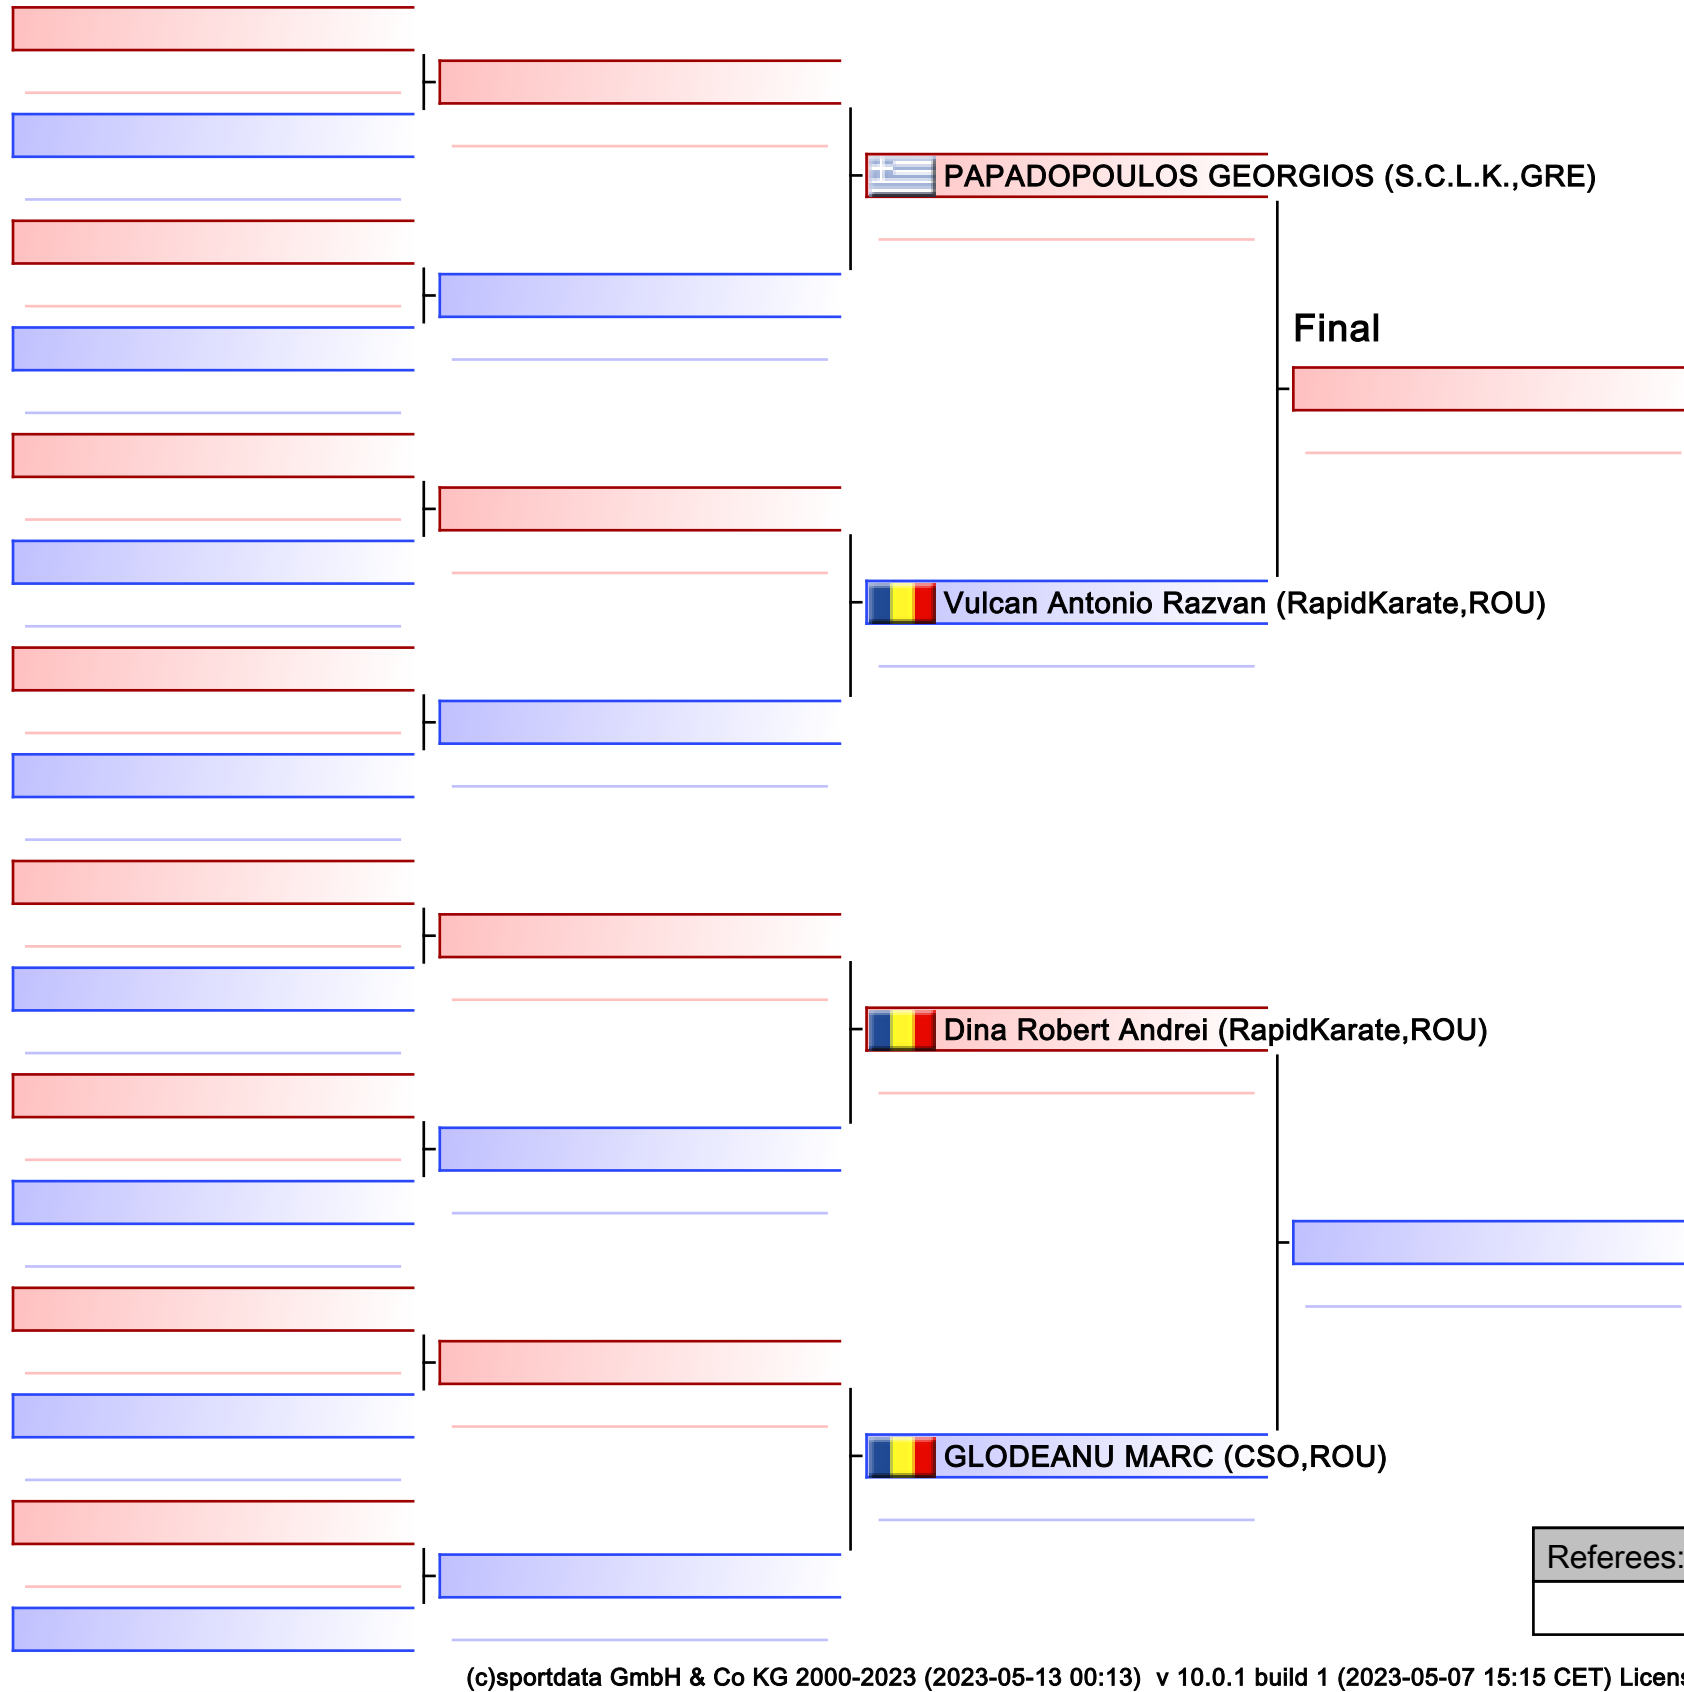 PAPADOPOULOS GEORGIOS (S.C.L.K.,GRE)
Final
Vulcan Antonio Razvan (RapidKarate,ROU)
Dina Robert Andrei (RapidKarate,ROU)
GLODEANU MARC (CSO,ROU)
Referees:
(c)sportdata GmbH & Co KG 2000-2023 (2023-05-13 00:13) v 10.0.1 build 1 (2023-05-07 15:15 CET) Licens